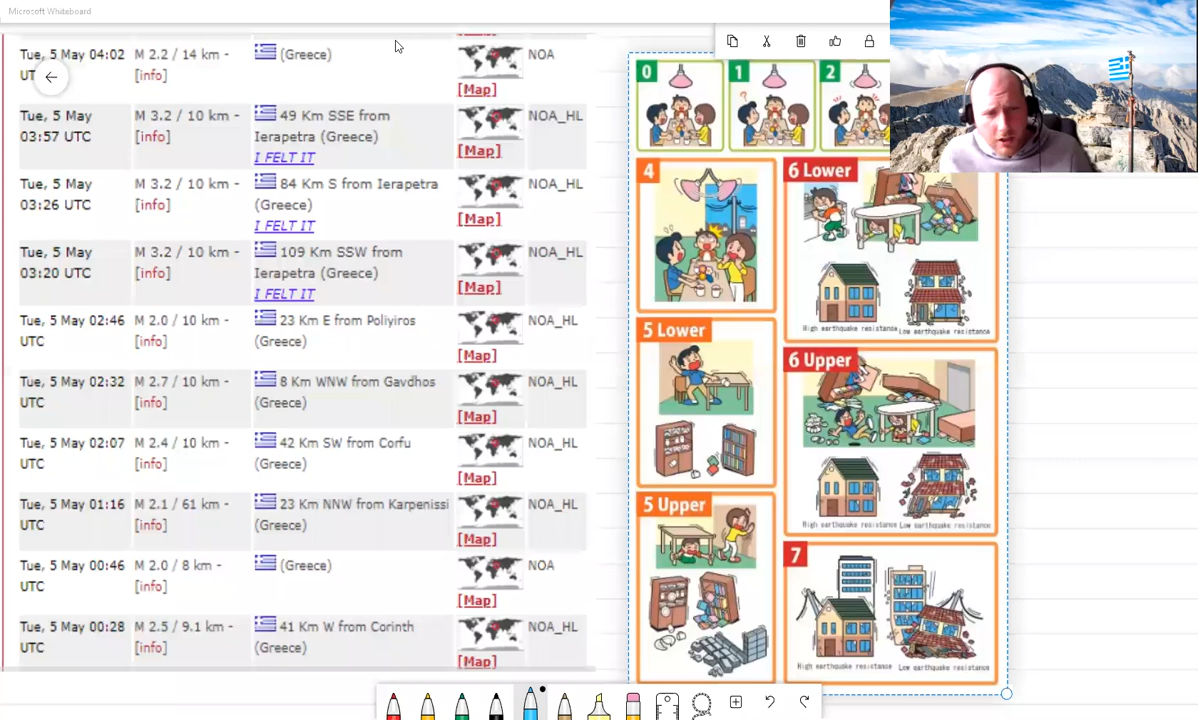 Microsoft Whiteboard
Tue, 5 May 04:02 UTC
M 2.2 / 14 km - [info]
(Greece)
[Map]
NOA
Tue, 5 May 03:57 UTC
M 3.2 / 10 km - [info]
49 Km SSE from Ierapetra (Greece)
I FELT IT
[Map]
NOA_HL
Tue, 5 May 03:26 UTC
M 3.2 / 10 km - [info]
84 Km S from Ierapetra (Greece)
I FELT IT
[Map]
NOA_HL
Tue, 5 May 03:20 UTC
M 3.2 / 10 km - [info]
109 Km SSW from Ierapetra (Greece)
I FELT IT
[Map]
NOA_HL
Tue, 5 May 02:46 UTC
M 2.0 / 10 km - [info]
23 Km E from Poliyiros (Greece)
[Map]
NOA_HL
Tue, 5 May 02:32 UTC
M 2.7 / 10 km - [info]
8 Km WNW from Gavdhos (Greece)
[Map]
NOA_HL
Tue, 5 May 02:07 UTC
M 2.4 / 10 km - [info]
42 Km SW from Corfu (Greece)
[Map]
NOA_HL
Tue, 5 May 01:16 UTC
M 2.1 / 61 km - [info]
23 Km NNW from Karpenissi (Greece)
[Map]
NOA_HL
Tue, 5 May 00:46 UTC
M 2.0 / 8 km - [info]
(Greece)
[Map]
NOA
Tue, 5 May 00:28 UTC
M 2.5 / 9.1 km - [info]
41 Km W from Corinth (Greece)
[Map]
NOA_HL
0
1
2
4
5 Lower
5 Upper
6 Lower
High earthquake resistance
Low earthquake resistance
6 Upper
High earthquake resistance
Low earthquake resistance
7
High earthquake resistance
Low earthquake resistance